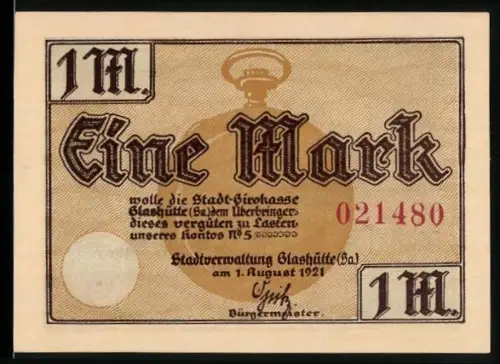 1 M.
Eine Mark
wolle die Stadt-Girokasse
Glashütte (Sa.) dem Überbringer
dieses vergüten zu Lasten
unseres Kontos No 5
021480
Stadtverwaltung Glashütte (Sa.)
am 1. August 1921
Bürgermeister.
1 M.